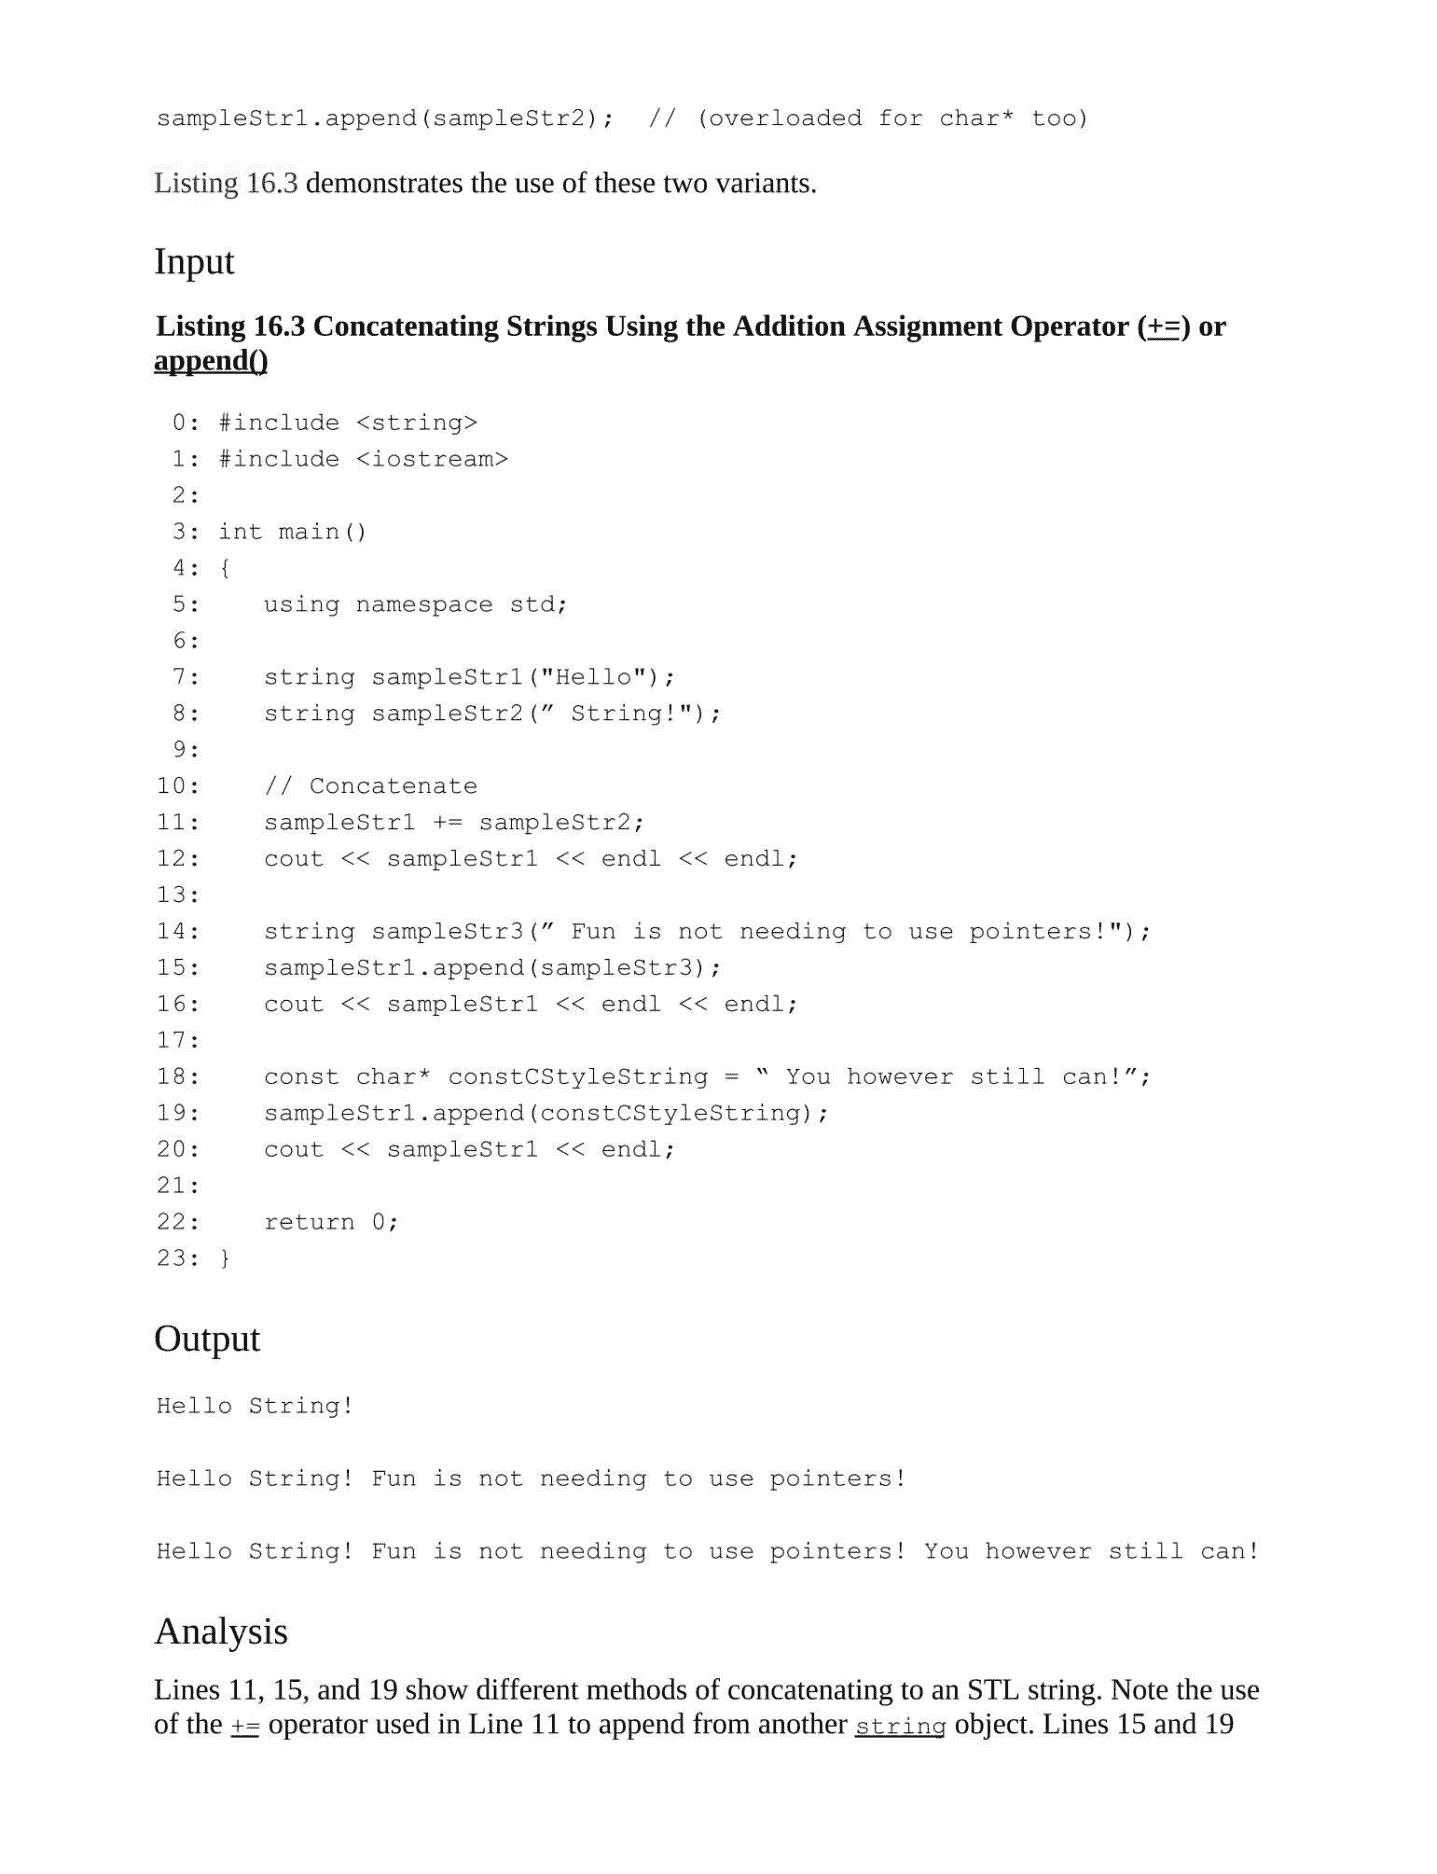 sampleStr1.append(sampleStr2);  // (overloaded for char* too)
Listing 16.3 demonstrates the use of these two variants.
Input
Listing 16.3 Concatenating Strings Using the Addition Assignment Operator (+=) or
append()
0: #include <string>
1: #include <iostream>
2:
3: int main()
4: {
5:    using namespace std;
6:
7:    string sampleStr1("Hello");
8:    string sampleStr2(” String!");
9:
10:    // Concatenate
11:    sampleStr1 += sampleStr2;
12:    cout << sampleStr1 << endl << endl;
13:
14:    string sampleStr3(” Fun is not needing to use pointers!");
15:    sampleStr1.append(sampleStr3);
16:    cout << sampleStr1 << endl << endl;
17:
18:    const char* constCStyleString = “ You however still can!”;
19:    sampleStr1.append(constCStyleString);
20:    cout << sampleStr1 << endl;
21:
22:    return 0;
23: }
Output
Hello String!
Hello String! Fun is not needing to use pointers!
Hello String! Fun is not needing to use pointers! You however still can!
Analysis
Lines 11, 15, and 19 show different methods of concatenating to an STL string. Note the use
of the += operator used in Line 11 to append from another string object. Lines 15 and 19